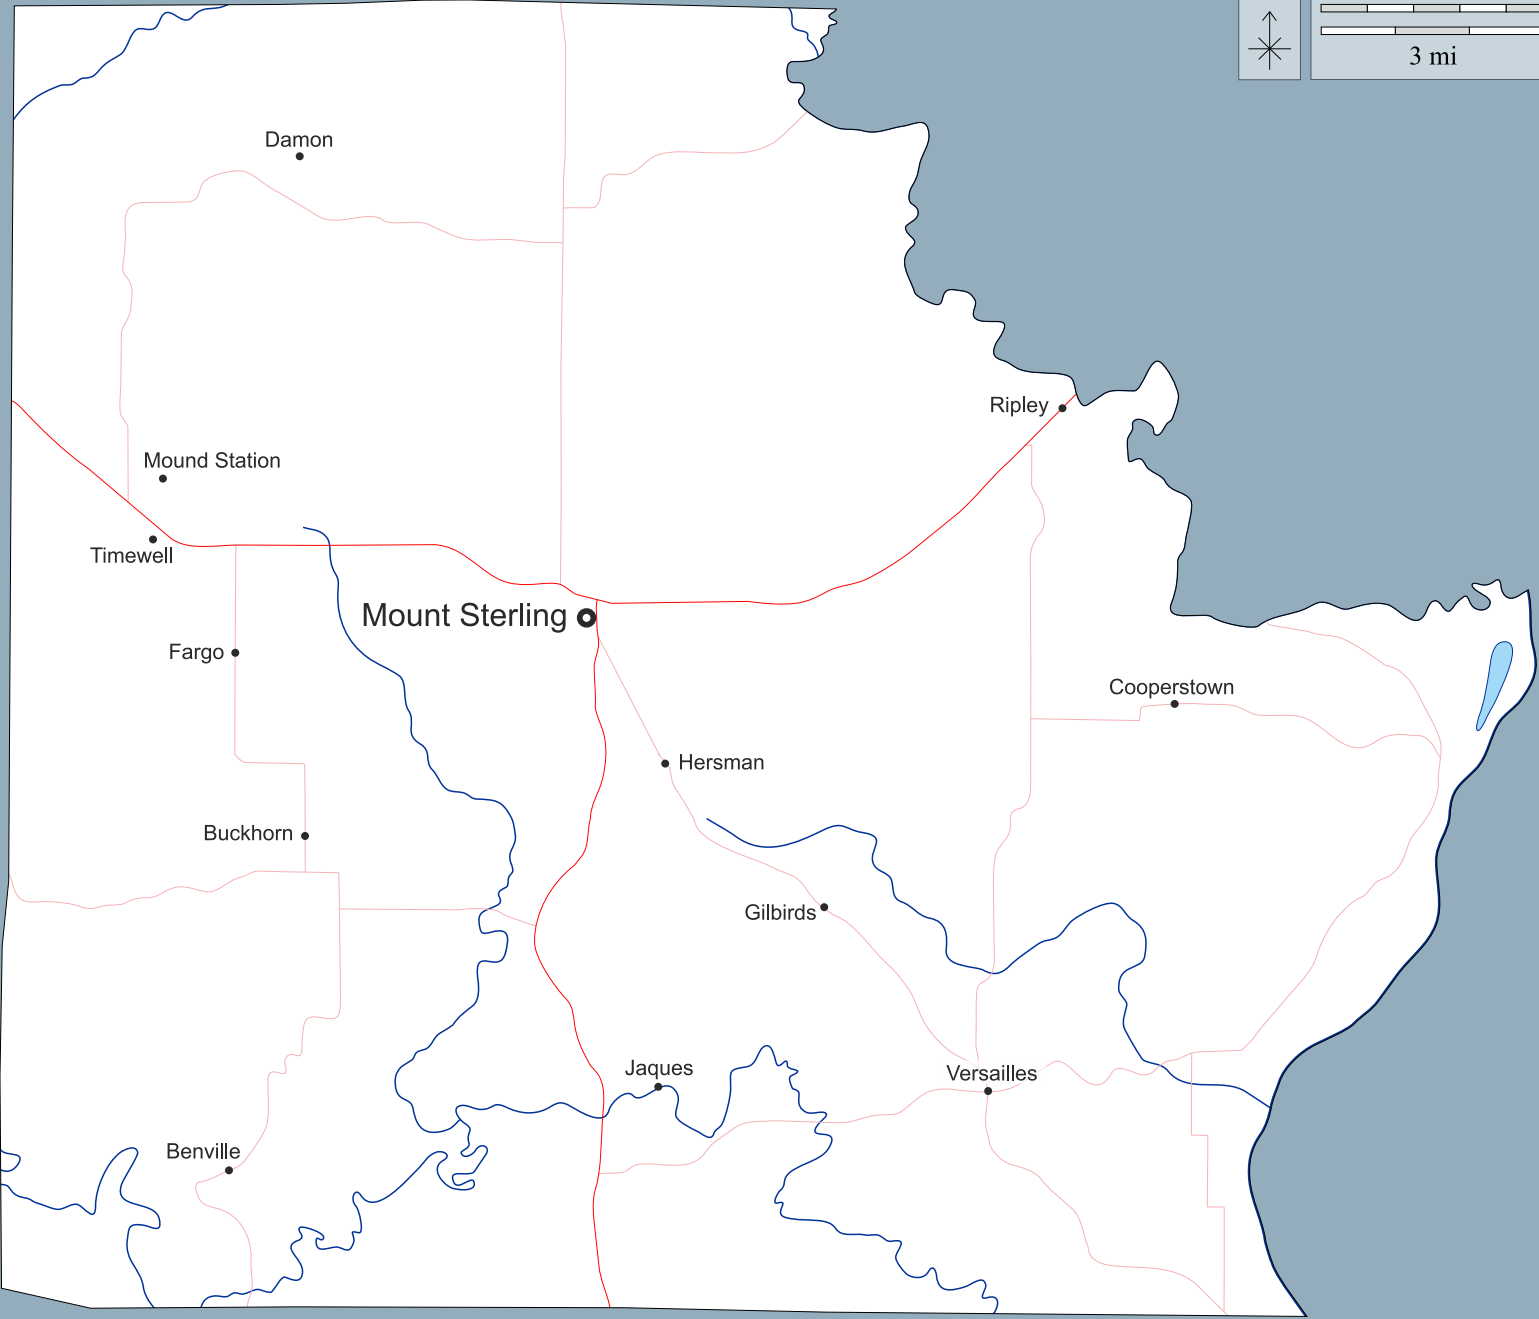 3 mi
Damon
Ripley
Mound Station
Timewell
Mount Sterling
Fargo
Cooperstown
Hersman
Buckhorn
Gilbirds
Jaques
Versailles
Benville